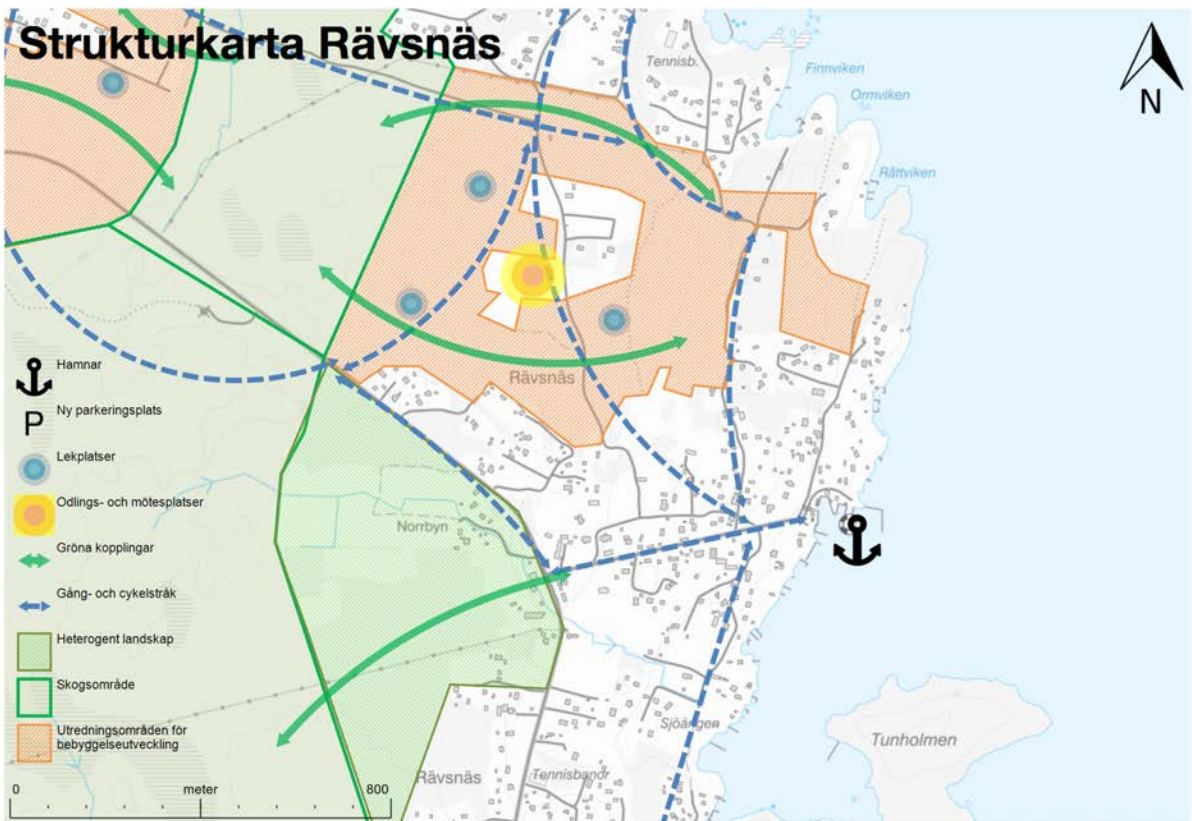 Strukturkarta Rävsnäs
N
Tennisb.
Finnviken
Ormviken
Råttviken
Rävsnäs
Norrbyn
Sjöängen
Tunholmen
Rävsnäs
Tennisbanor
Hamnar
P
Ny parkeringsplats
Lekplatser
Odlings- och mötesplatser
Gröna kopplingar
Gång- och cykelstråk
Heterogent landskap
Skogsområde
Utredningsområden för
bebyggelseutveckling
0 meter 800